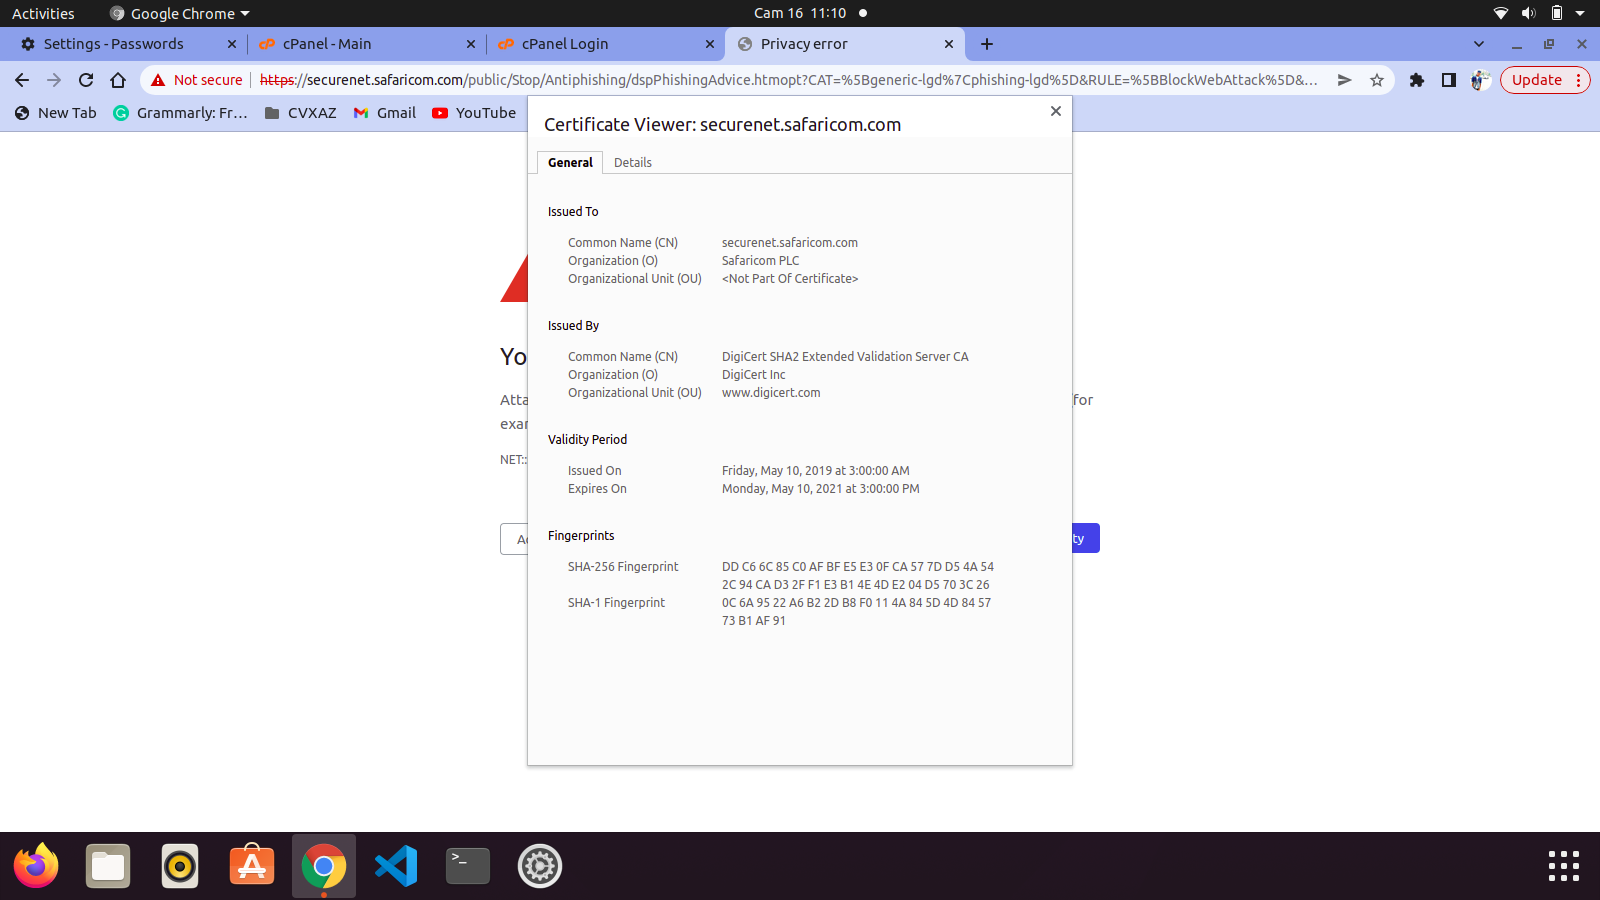 Activities
Google Chrome
Cam 16 11:10
Settings - Passwords
cPanel - Main
cPanel Login
Privacy error
Not secure
https://securenet.safaricom.com/public/Stop/Antiphishing/dspPhishingAdvice.htmopt?CAT=%5Bgeneric-lgd%7Cphishing-lgd%5D&RULE=%5BBlockWebAttack%5D&...
Update
New Tab
Grammarly: Fr...
CVXAZ
Gmail
YouTube
Certificate Viewer: securenet.safaricom.com
General
Details
Issued To
Common Name (CN) securenet.safaricom.com
Organization (O) Safaricom PLC
Organizational Unit (OU) <Not Part Of Certificate>
Issued By
Common Name (CN) DigiCert SHA2 Extended Validation Server CA
Organization (O) DigiCert Inc
Organizational Unit (OU) www.digicert.com
Validity Period
Issued On Friday, May 10, 2019 at 3:00:00 AM
Expires On Monday, May 10, 2021 at 3:00:00 PM
Fingerprints
SHA-256 Fingerprint DD C6 6C 85 C0 AF BF E5 E3 0F CA 57 7D D5 4A 54
2C 94 CA D3 2F F1 E3 B1 4E 4D E2 04 D5 70 3C 26
SHA-1 Fingerprint 0C 6A 95 22 A6 B2 2D B8 F0 11 4A 84 5D 4D 84 57
73 B1 AF 91
Yo
Atta
for
exar
NET::
ty